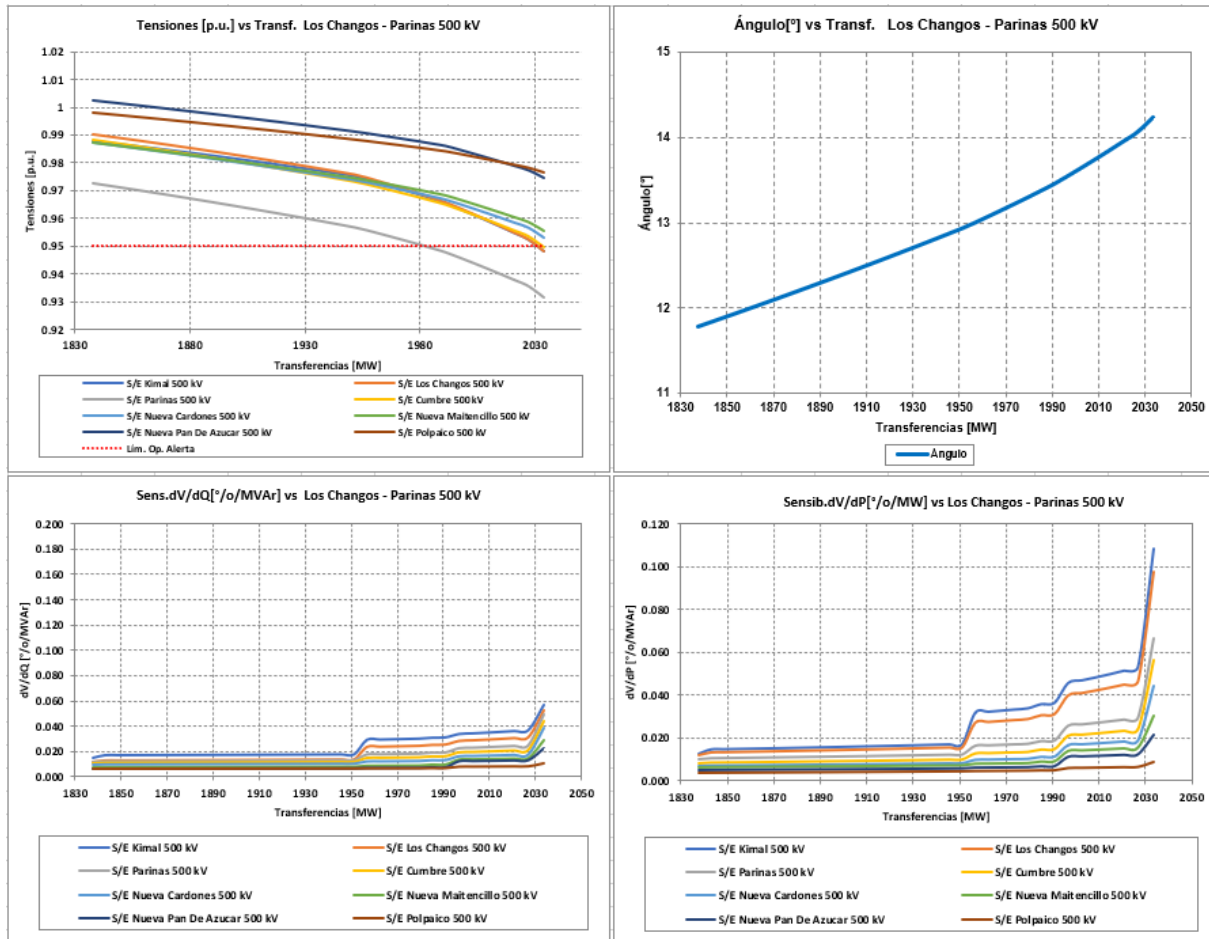 Tensiones [p.u.] vs Transf. Los Changos - Parinas 500 kV
1.02
1.01
1
0.99
0.98
0.97
0.96
0.95
0.94
0.93
0.92
Tensiones [p.u.]
1830 1880 1930 1980 2030
Transferencias [MW]
S/E Kimal 500 kV S/E Los Changos 500 kV
S/E Parinas 500 kV S/E Cumbre 500 kV
S/E Nueva Cardones 500 kV S/E Nueva Maitencillo 500 kV
S/E Nueva Pan De Azucar 500 kV S/E Polpaico 500 kV
Lim. Op. Alerta
Ángulo[°] vs Transf. Los Changos - Parinas 500 kV
15
14
13
12
11
Ángulo[°]
1830 1850 1870 1890 1910 1930 1950 1970 1990 2010 2030 2050
Transferencias [MW]
Ángulo
Sens.dV/dQ[°/o/MVAr] vs Los Changos - Parinas 500 kV
0.200
0.180
0.160
0.140
0.120
0.100
0.080
0.060
0.040
0.020
0.000
dV/dQ [°/o/MVAr]
1830 1850 1870 1890 1910 1930 1950 1970 1990 2010 2030 2050
Transferencias [MW]
S/E Kimal 500 kV S/E Los Changos 500 kV
S/E Parinas 500 kV S/E Cumbre 500 kV
S/E Nueva Cardones 500 kV S/E Nueva Maitencillo 500 kV
S/E Nueva Pan De Azucar 500 kV S/E Polpaico 500 kV
Sensib.dV/dP[°/o/MW] vs Los Changos - Parinas 500 kV
0.120
0.100
0.080
0.060
0.040
0.020
0.000
dV/dP [°/o/MVAr]
1830 1850 1870 1890 1910 1930 1950 1970 1990 2010 2030 2050
Transferencias [MW]
S/E Kimal 500 kV S/E Los Changos 500 kV
S/E Parinas 500 kV S/E Cumbre 500 kV
S/E Nueva Cardones 500 kV S/E Nueva Maitencillo 500 kV
S/E Nueva Pan De Azucar 500 kV S/E Polpaico 500 kV